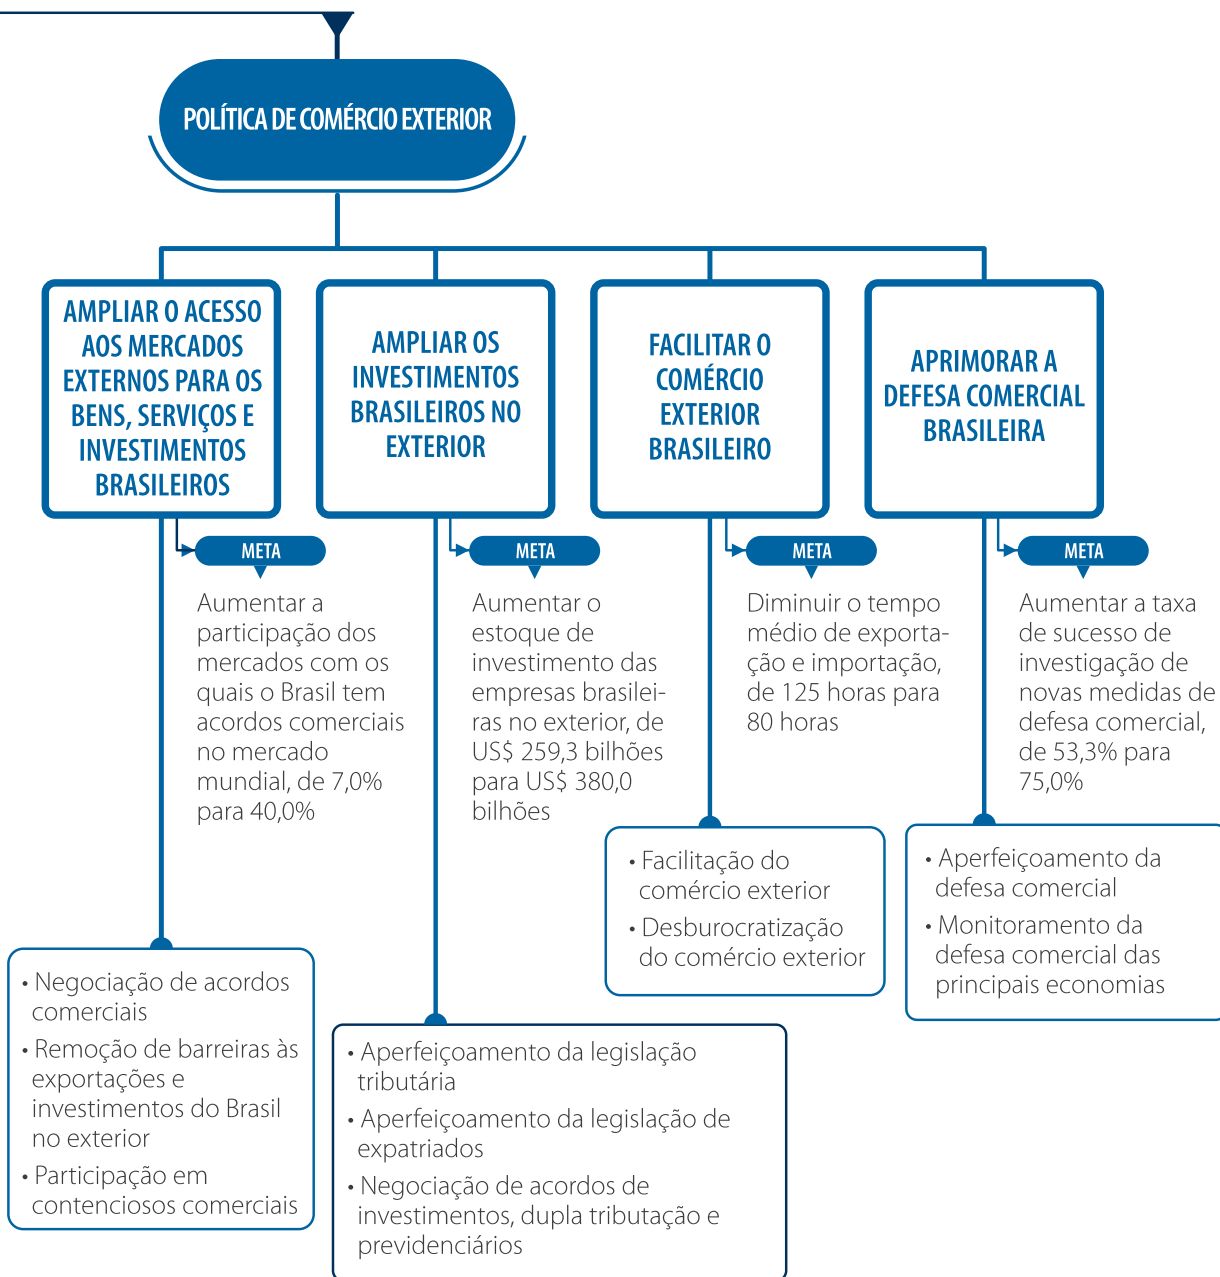 POLÍTICA DE COMÉRCIO EXTERIOR
AMPLIAR O ACESSO
AOS MERCADOS
EXTERNOS PARA OS
BENS, SERVIÇOS E
INVESTIMENTOS
BRASILEIROS
META
Aumentar a
participação dos
mercados com os
quais o Brasil tem
acordos comerciais
no mercado
mundial, de 7,0%
para 40,0%
• Negociação de acordos
comerciais
• Remoção de barreiras às
exportações e
investimentos do Brasil
no exterior
• Participação em
contenciosos comerciais
AMPLIAR OS
INVESTIMENTOS
BRASILEIROS NO
EXTERIOR
META
Aumentar o
estoque de
investimento das
empresas brasilei-
ras no exterior, de
US$ 259,3 bilhões
para US$ 380,0
bilhões
• Aperfeiçoamento da legislação
tributária
• Aperfeiçoamento da legislação de
expatriados
• Negociação de acordos de
investimentos, dupla tributação e
previdenciários
FACILITAR O
COMÉRCIO
EXTERIOR
BRASILEIRO
META
Diminuir o tempo
médio de exporta-
ção e importação,
de 125 horas para
80 horas
• Facilitação do
comércio exterior
• Desburocratização
do comércio exterior
APRIMORAR A
DEFESA COMERCIAL
BRASILEIRA
META
Aumentar a taxa
de sucesso de
investigação de
novas medidas de
defesa comercial,
de 53,3% para
75,0%
• Aperfeiçoamento da
defesa comercial
• Monitoramento da
defesa comercial das
principais economias